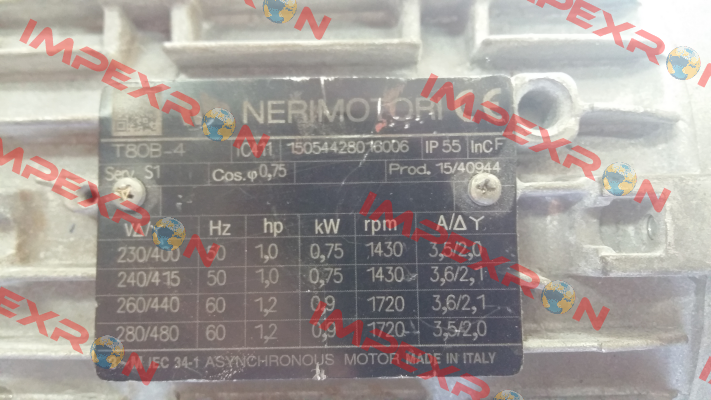 NERIMOTORI CE
T80B-4 IC411 15054428018006 IP 55 InCl F
Serv. S1 Cos.φ 0,75 Prod. 15/40944
V∆/Y Hz hp kW rpm A/∆ Y
230/400 50 1,0 0,75 1430 3,5/2,0
240/415 50 1,0 0,75 1430 3,6/2,1
260/440 60 1,2 0,9 1720 3,6/2,1
280/480 60 1,2 0,9 1720 3,5/2,0
IEC 34-1 ASYNCHRONOUS MOTOR MADE IN ITALY
IMPEXRON
IMPEXRON
IMPEXRON
IMPEXRON
IMPEXRON
IMPEXRON